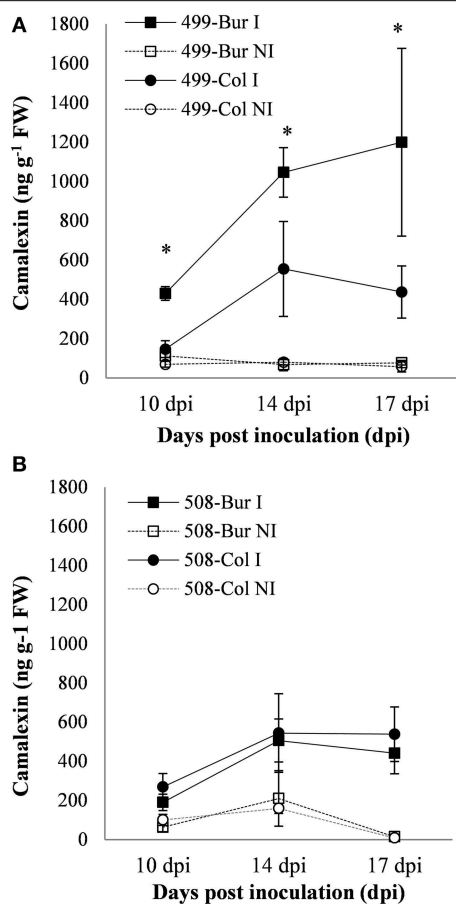 A
1800
1600
1400
1200
1000
800
600
400
200
0
Camalexin (ng g⁻¹ FW)
499-Bur I
499-Bur NI
499-Col I
499-Col NI
*
*
*
10 dpi 14 dpi 17 dpi
Days post inoculation (dpi)
B
1800
1600
1400
1200
1000
800
600
400
200
0
Camalexin (ng g-1 FW)
508-Bur I
508-Bur NI
508-Col I
508-Col NI
10 dpi 14 dpi 17 dpi
Days post inoculation (dpi)